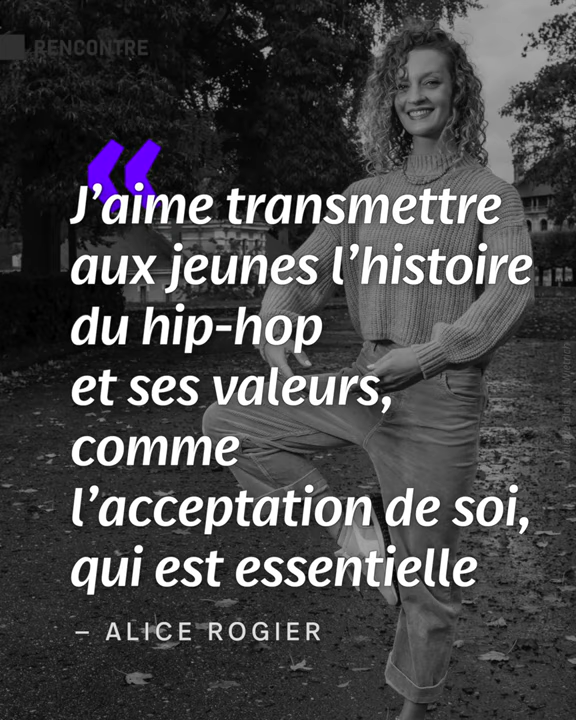 RENCONTRE
«
J’aime transmettre
aux jeunes l’histoire
du hip-hop
et ses valeurs,
comme
l’acceptation de soi,
qui est essentielle
– ALICE ROGIER